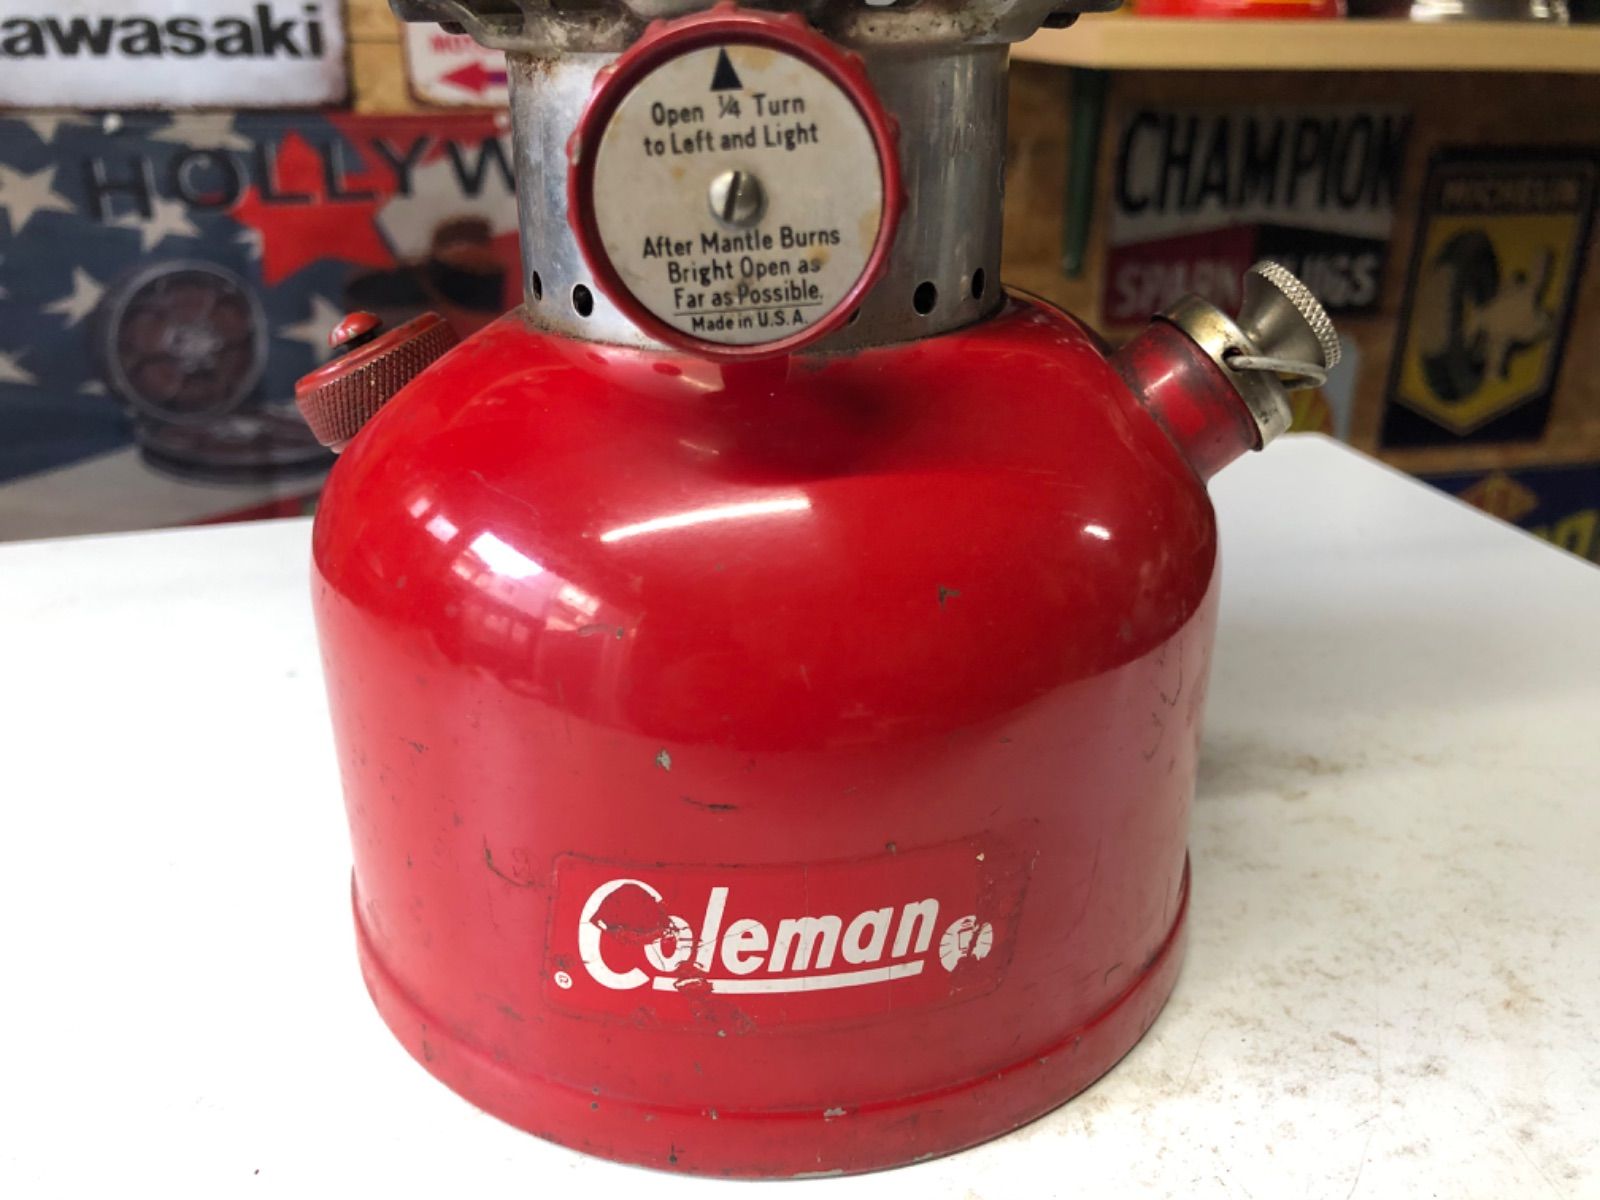 awasaki
HOLLYW
Open 1/4 Turn
to Left and Light
After Mantle Burns
Bright Open as
Far as Possible.
Made in U.S.A.
CHAMPION
MICHELIN
Coleman
®